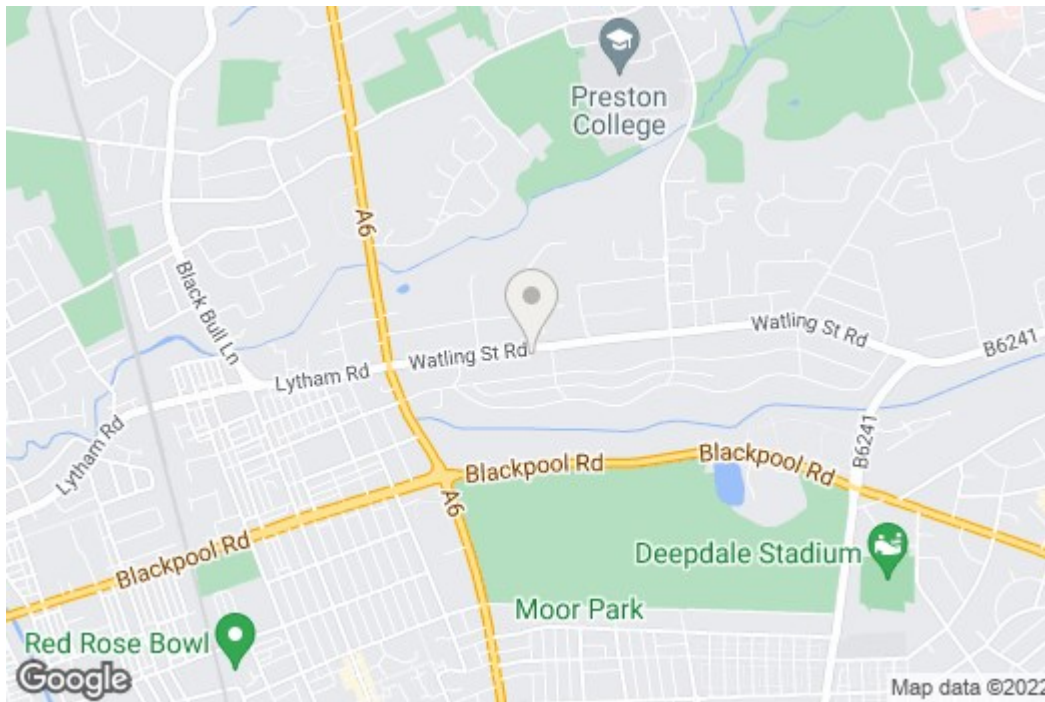 Preston
College
A6
Black Bull Ln
Watling St Rd
Watling St Rd
B6241
Lytham Rd
Lytham Rd
B6241
Blackpool Rd
Blackpool Rd
A6
Blackpool Rd
Deepdale Stadium
Moor Park
Red Rose Bowl
Google
Map data ©2022